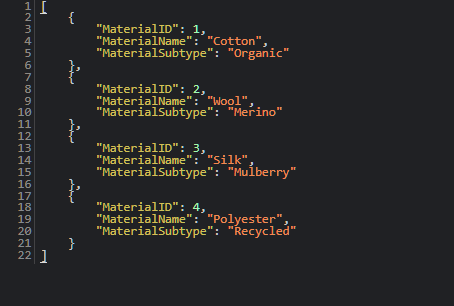 1 [
2     {
3         "MaterialID": 1,
4         "MaterialName": "Cotton",
5         "MaterialSubtype": "Organic"
6     },
7     {
8         "MaterialID": 2,
9         "MaterialName": "Wool",
10         "MaterialSubtype": "Merino"
11     },
12     {
13         "MaterialID": 3,
14         "MaterialName": "Silk",
15         "MaterialSubtype": "Mulberry"
16     },
17     {
18         "MaterialID": 4,
19         "MaterialName": "Polyester",
20         "MaterialSubtype": "Recycled"
21     }
22 ]